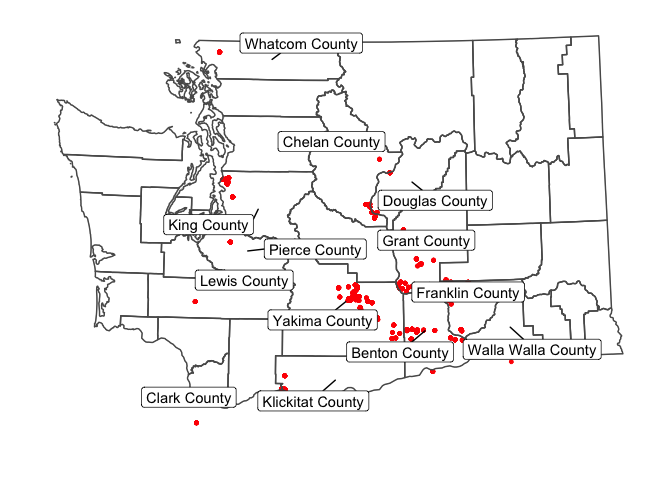 Whatcom County
Chelan County
Douglas County
King County
Grant County
Pierce County
Lewis County
Franklin County
Yakima County
Benton County
Walla Walla County
Clark County
Klickitat County